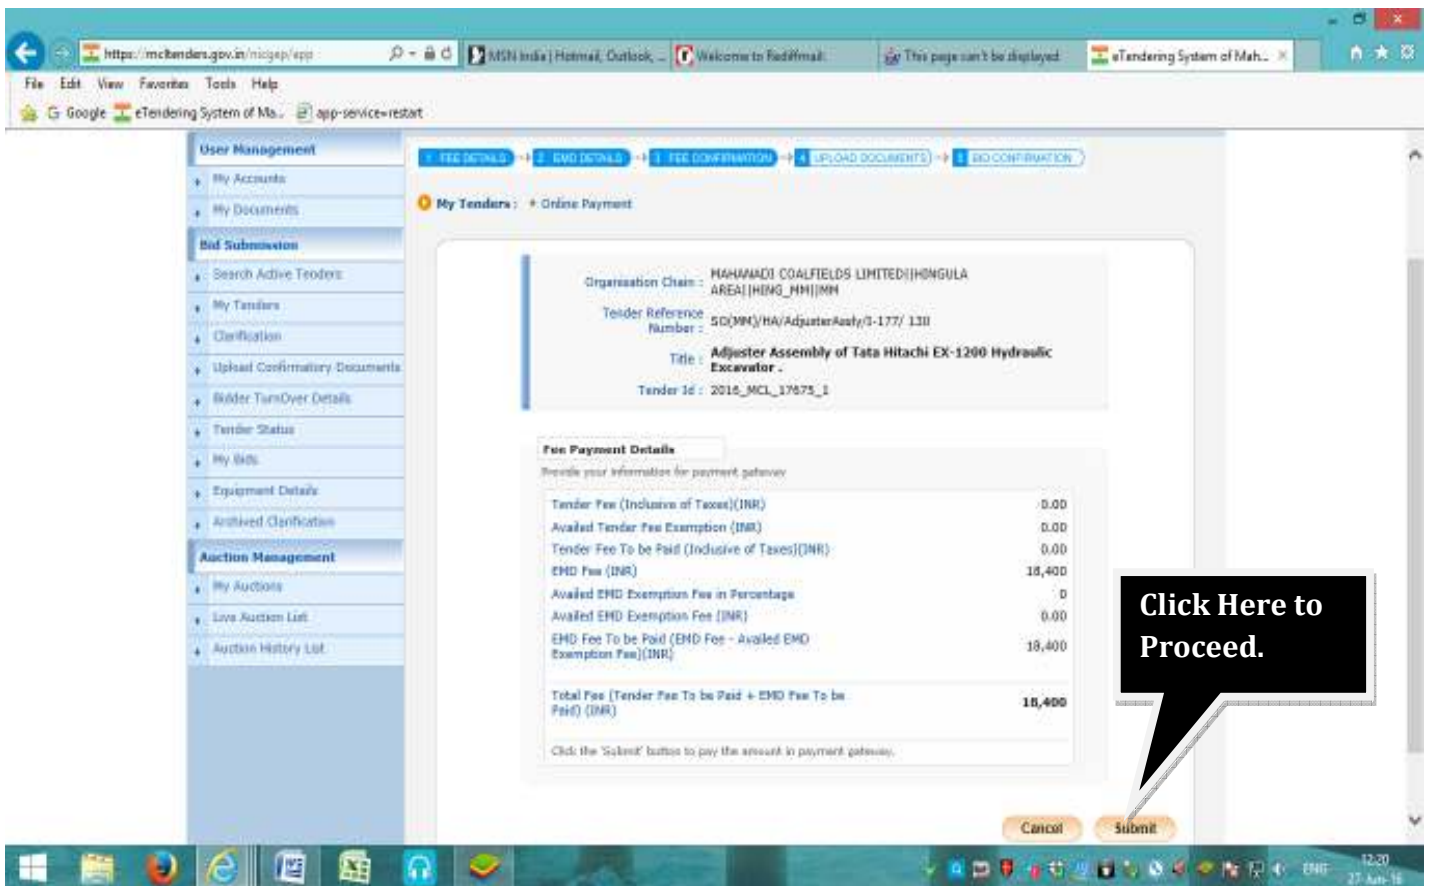 https://mcltenders.gov.in/nicgep/app
MSN India | Hotmail, Outlook, ...
Welcome to Rediffmail:
This page can't be displayed
eTendering System of Mah...
File Edit View Favorites Tools Help
Google eTendering System of Ma... app-service=restart
User Management
My Accounts
My Documents
Bid Submission
Search Active Tenders
My Tenders
Clarification
Upload Confirmatory Documents
Bidder TurnOver Details
Tender Status
My Bids
Equipment Details
Archived Clarification
Auction Management
My Auctions
Live Auction List
Auction History List
1 FEE DETAILS 2 EMD DETAILS 3 FEE CONFIRMATION 4 UPLOAD DOCUMENTS 5 BID CONFIRMATION
My Tenders : Online Payment
Organisation Chain : MAHANADI COALFIELDS LIMITED||HINGULA
AREA||HING_MM||MM
Tender Reference
Number : SO(MM)/HA/AdjusterAssly/I-177/ 130
Title : Adjuster Assembly of Tata Hitachi EX-1200 Hydraulic
Excavator .
Tender Id : 2016_MCL_17675_1
Fee Payment Details
Provide your information for payment gateway
Tender Fee (Inclusive of Taxes)(INR) 0.00
Availed Tender Fee Exemption (INR) 0.00
Tender Fee To be Paid (Inclusive of Taxes)(INR) 0.00
EMD Fee (INR) 18,400
Availed EMD Exemption Fee in Percentage 0
Availed EMD Exemption Fee (INR) 0.00
EMD Fee To be Paid (EMD Fee - Availed EMD
Exemption Fee)(INR) 18,400
Total Fee (Tender Fee To be Paid + EMD Fee To be
Paid) (INR) 18,400
Click the 'Submit' button to pay the amount in payment gateway.
Click Here to
Proceed.
Cancel Submit
ENG 12:20
27-Jun-16